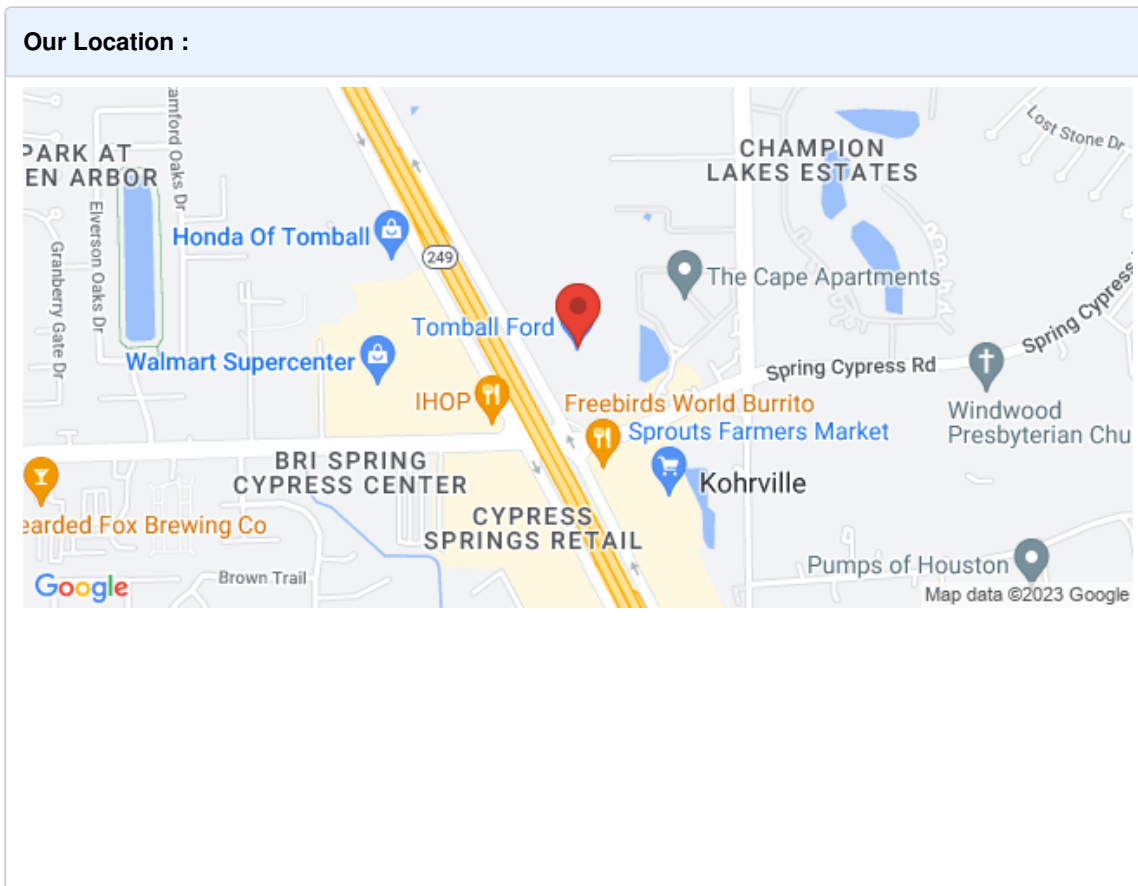 Our Location :
PARK AT
EN ARBOR
amford Oaks Dr
Elverson Oaks Dr
Granberry Gate Dr
Honda Of Tomball
249
CHAMPION
LAKES ESTATES
Lost Stone Dr
The Cape Apartments
Tomball Ford
Walmart Supercenter
IHOP
Spring Cypress Rd
Spring Cypress
Freebirds World Burrito
Sprouts Farmers Market
Windwood
Presbyterian Chu
BRI SPRING
CYPRESS CENTER
Kohrville
CYPRESS
SPRINGS RETAIL
earded Fox Brewing Co
Brown Trail
Pumps of Houston
Google
Map data ©2023 Google